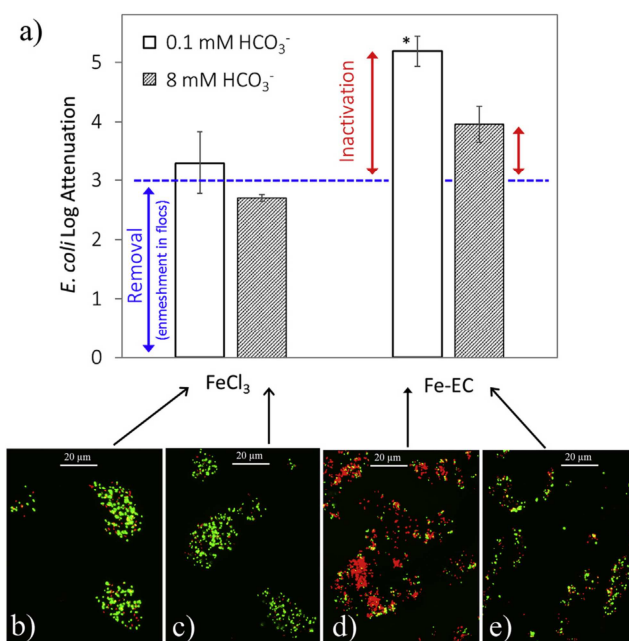 a)
0.1 mM HCO₃⁻
8 mM HCO₃⁻
*
Inactivation
E. coli Log Attenuation
5
4
3
2
1
0
Removal
(enmeshment in flocs)
FeCl₃
Fe-EC
20 µm
20 µm
20 µm
20 µm
b)
c)
d)
e)